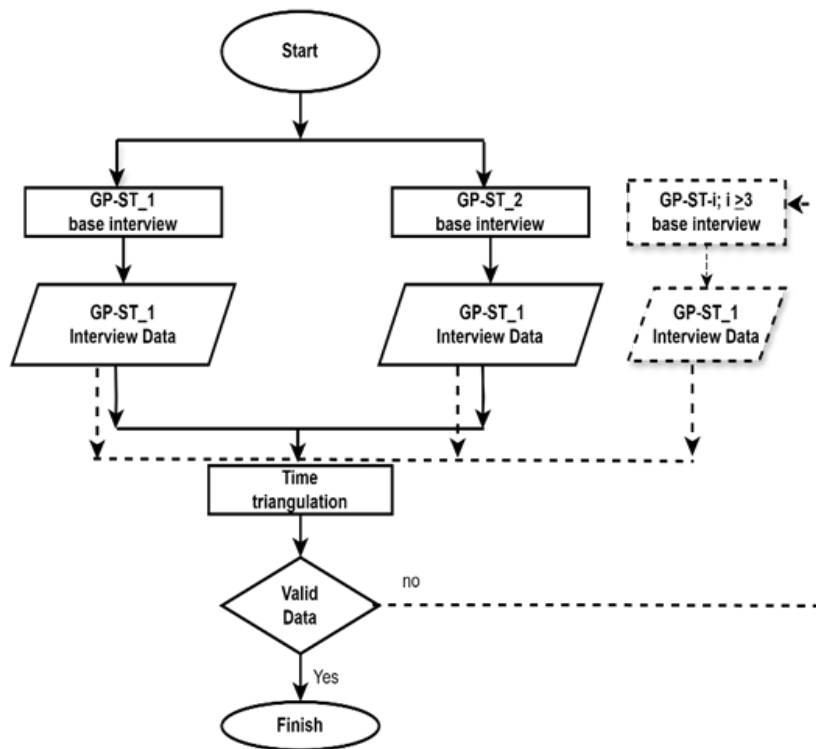 Start
GP-ST_1
base interview
GP-ST_2
base interview
GP-ST-i; i ≥3
base interview
GP-ST_1
Interview Data
GP-ST_1
Interview Data
GP-ST_1
Interview Data
Time
triangulation
Valid
Data
no
Yes
Finish